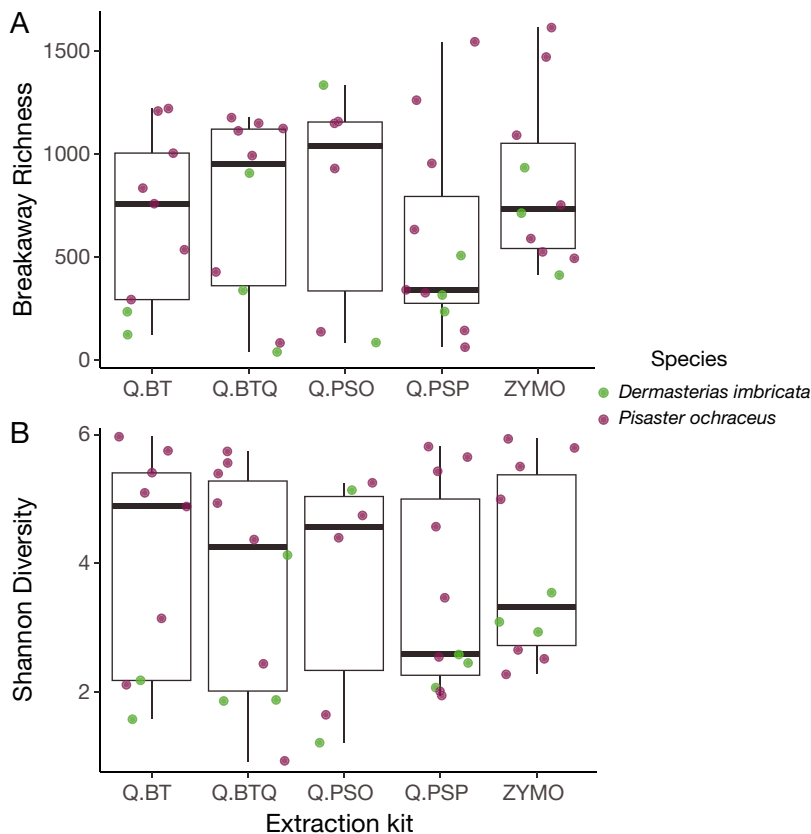 A
Breakaway Richness
1500
1000
500
0
Q.BT Q.BTQ Q.PSO Q.PSP ZYMO
Species
Dermasterias imbricata
Pisaster ochraceus
B
Shannon Diversity
6
4
2
Q.BT Q.BTQ Q.PSO Q.PSP ZYMO
Extraction kit